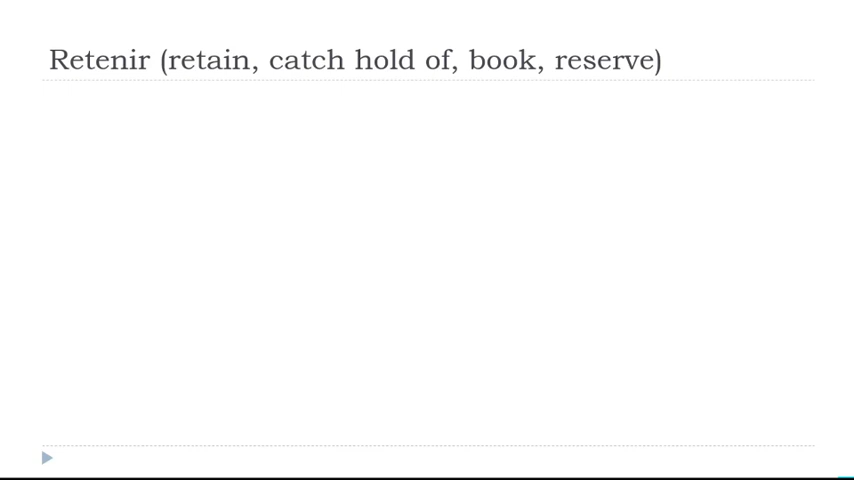 Retenir (retain, catch hold of, book, reserve)